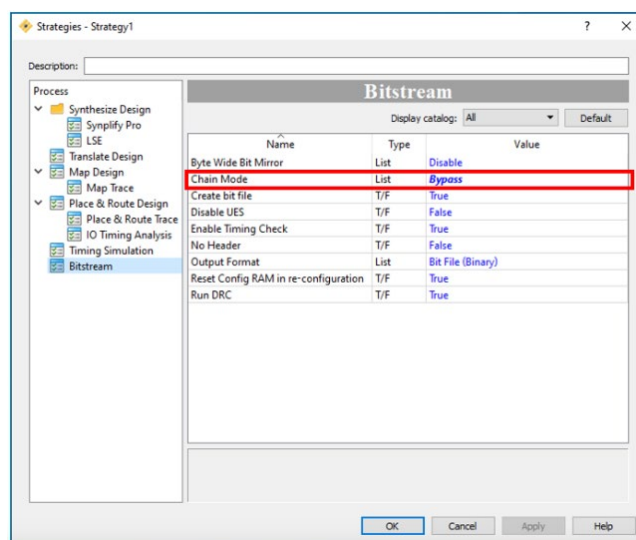 Strategies - Strategy1
Description:
Process
Synthesize Design
Synplify Pro
LSE
Translate Design
Map Design
Map Trace
Place & Route Design
Place & Route Trace
IO Timing Analysis
Timing Simulation
Bitstream
Bitstream
Display catalog: All Default
Name Type Value
Byte Wide Bit Mirror List Disable
Chain Mode List Bypass
Create bit file T/F True
Disable UES T/F False
Enable Timing Check T/F True
No Header T/F False
Output Format List Bit File (Binary)
Reset Config RAM in re-configuration T/F True
Run DRC T/F True
OK Cancel Apply Help